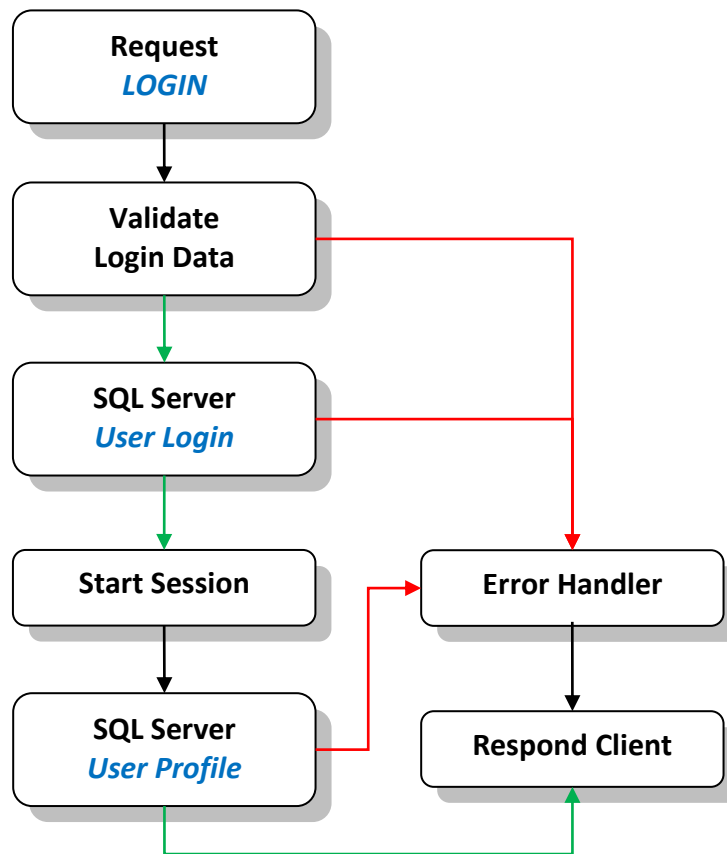 Request
LOGIN
Validate
Login Data
SQL Server
User Login
Start Session
Error Handler
SQL Server
User Profile
Respond Client